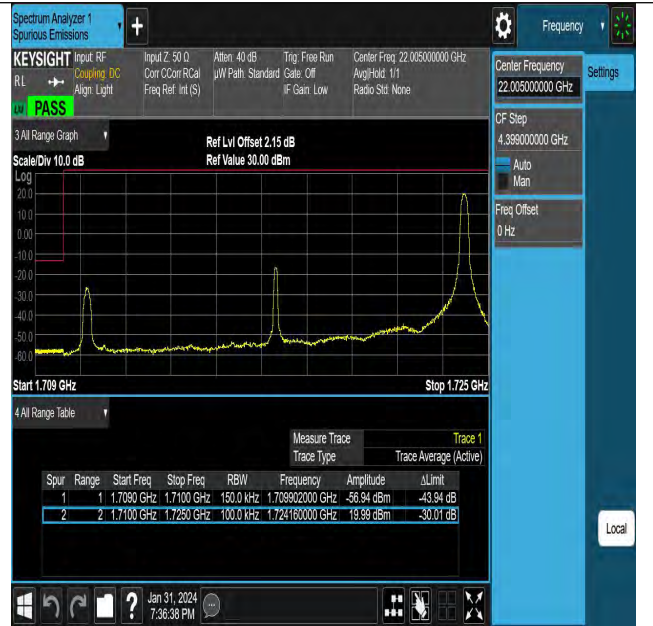 Spectrum Analyzer 1
Spurious Emissions
+
Frequency
KEYSIGHT
RL
LM
PASS
Input: RF
Coupling: DC
Align: Light
Input Z: 50 Ω
Corr CCorr RCal
Freq Ref: Int (S)
Atten: 40 dB
µW Path: Standard
Trig: Free Run
Gate: Off
IF Gain: Low
Center Freq: 22.005000000 GHz
Avg|Hold: 1/1
Radio Std: None
Center Frequency
22.005000000 GHz
Settings
CF Step
4.399000000 GHz
Auto
Man
Freq Offset
0 Hz
3 All Range Graph
Scale/Div 10.0 dB
Ref Lvl Offset 2.15 dB
Ref Value 30.00 dBm
Log
20.0
10.0
0.00
-10.0
-20.0
-30.0
-40.0
-50.0
-60.0
Start 1.709 GHz
Stop 1.725 GHz
4 All Range Table
Measure Trace Trace 1
Trace Type Trace Average (Active)
Spur Range Start Freq Stop Freq RBW Frequency Amplitude ΔLimit
1 1 1.7090 GHz 1.7100 GHz 150.0 kHz 1.709902000 GHz -56.94 dBm -43.94 dB
2 2 1.7100 GHz 1.7250 GHz 100.0 kHz 1.724160000 GHz 19.99 dBm -30.01 dB
Local
?
Jan 31, 2024
7:36:38 PM